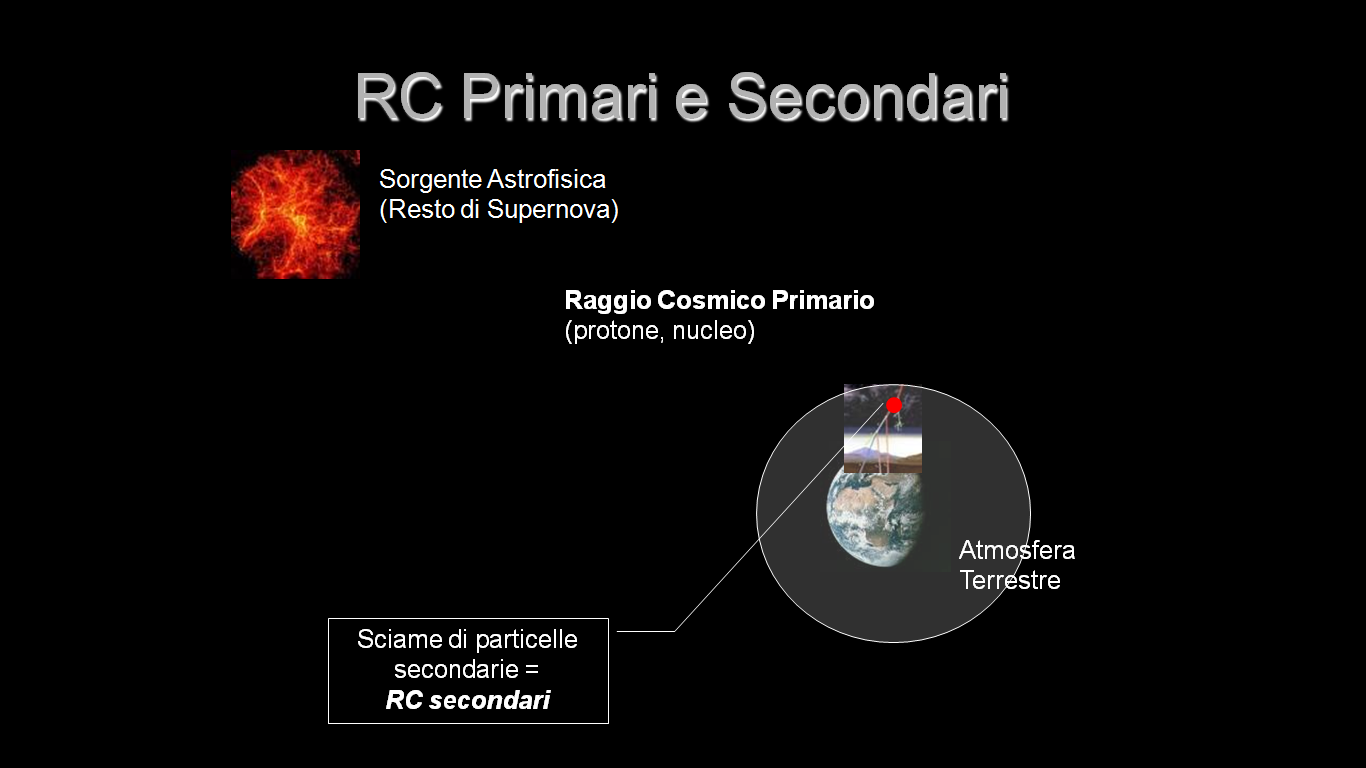 RC Primari e Secondari
Sorgente Astrofisica
(Resto di Supernova)
Raggio Cosmico Primario
(protone, nucleo)
Atmosfera
Terrestre
Sciame di particelle
secondarie =
RC secondari